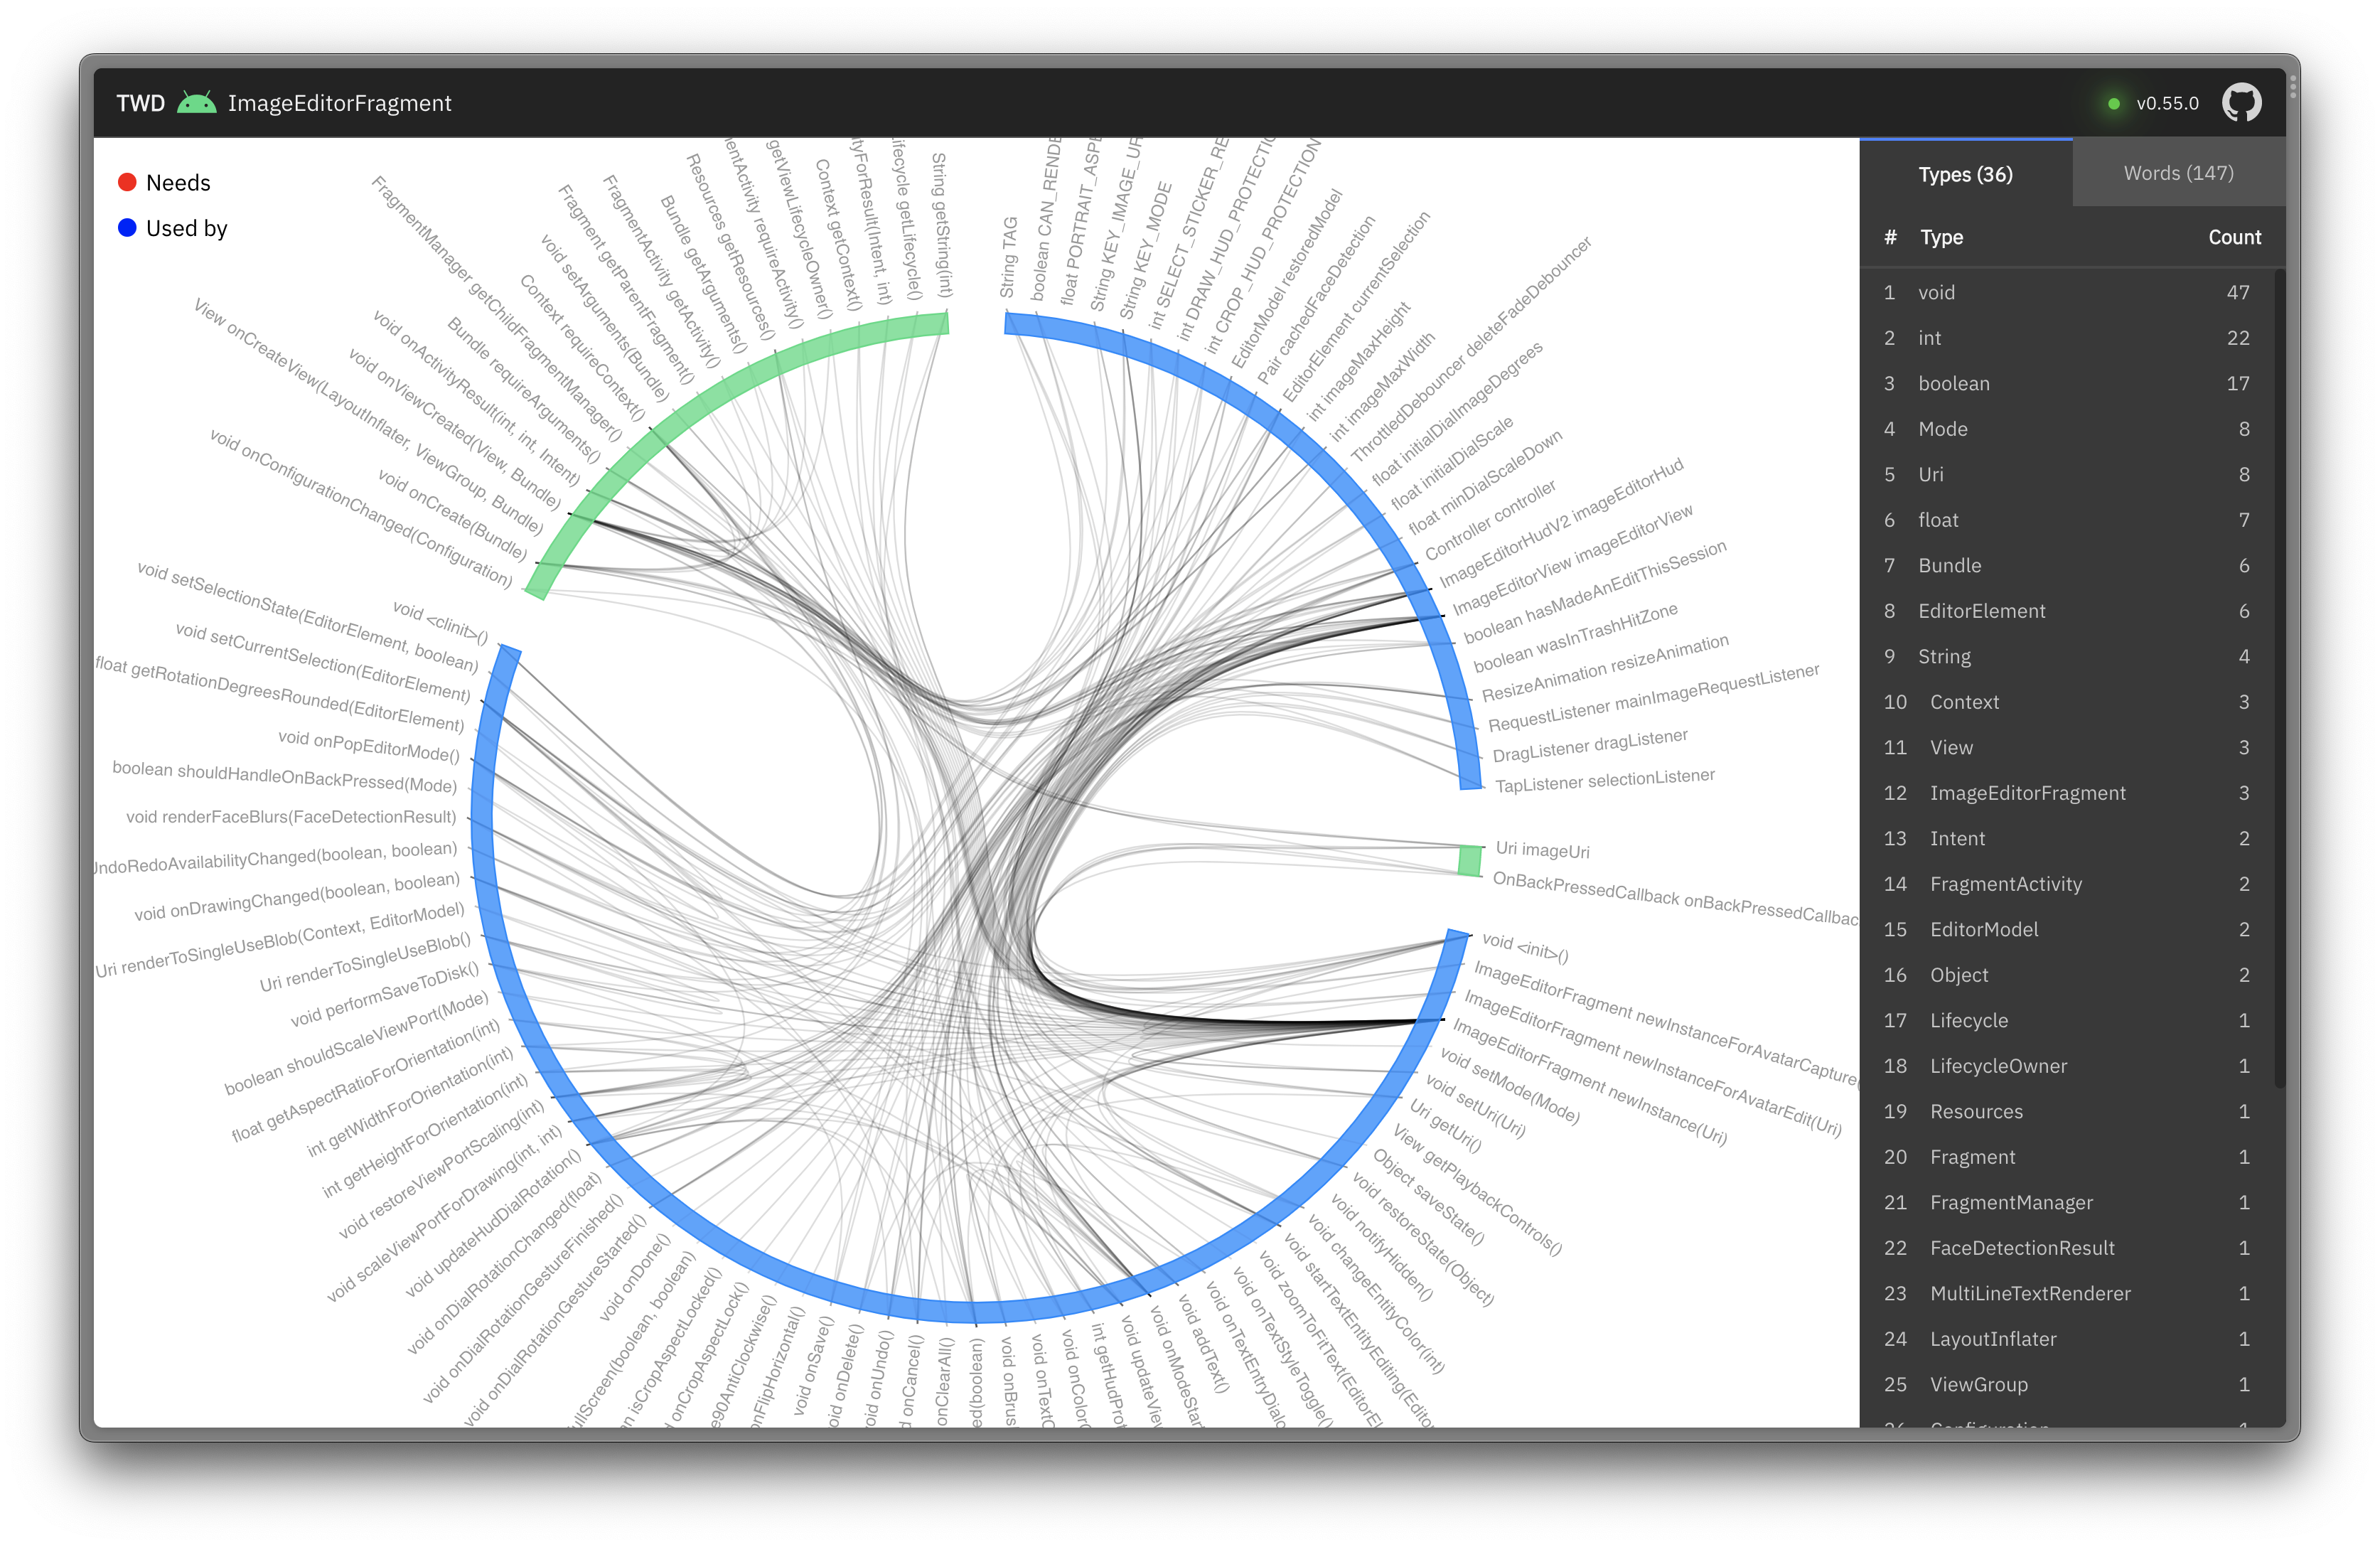 TWD ImageEditorFragment
v0.55.0
Needs
Used by
FragmentManager getChildFragmentManager()
Context requireContext()
void setArguments(Bundle)
Fragment getParentFragment()
FragmentActivity getActivity()
Bundle getArguments()
Resources getResources()
entActivity requireActivity()
getViewLifecycleOwner()
Context getContext()
tyForResult(Intent, int)
ifecycle getLifecycle()
String getString(int)
Bundle requireArguments()
void onActivityResult(int, int, Intent)
void onViewCreated(View, Bundle)
View onCreateView(LayoutInflater, ViewGroup, Bundle)
void onCreate(Bundle)
void onConfigurationChanged(Configuration)
String TAG
boolean CAN_RENDE
float PORTRAIT_ASPE
String KEY_IMAGE_UR
String KEY_MODE
int SELECT_STICKER_RE
int DRAW_HUD_PROTECTIO
int CROP_HUD_PROTECTION
EditorModel restoredModel
Pair cachedFaceDetection
EditorElement currentSelection
int imageMaxHeight
int imageMaxWidth
ThrottledDebouncer deleteFadeDebouncer
float initialDialImageDegrees
float initialDialScale
float minDialScaleDown
Controller controller
ImageEditorHudV2 imageEditorHud
ImageEditorView imageEditorView
boolean hasMadeAnEditThisSession
boolean wasInTrashHitZone
ResizeAnimation resizeAnimation
RequestListener mainImageRequestListener
DragListener dragListener
TapListener selectionListener
Uri imageUri
OnBackPressedCallback onBackPressedCallbac
void <init>()
ImageEditorFragment newInstanceForAvatarCapture(
ImageEditorFragment newInstanceForAvatarEdit(Uri)
ImageEditorFragment newInstance(Uri)
void setMode(Mode)
void setUri(Uri)
Uri getUri()
View getPlaybackControls()
Object saveState()
void restoreState(Object)
void notifyHidden()
void changeEntityColor(int)
void startTextEntityEditing(Editor
void zoomToFitText(EditorEl
void onTextStyleToggle()
void onTextEntryDialo
void addText()
void onModeStar
void updateView
int getHudProt
void onColorC
void onTextC
void onBrus
ed(boolean)
onClearAll()
d onCancel()
oid onUndo()
oid onDelete()
void onSave()
onFlipHorizontal()
e90AntiClockwise()
d onCropAspectLock()
n isCropAspectLocked()
ullScreen(boolean, boolean)
void onDone()
void onDialRotationGestureStarted()
void onDialRotationGestureFinished()
void onDialRotationChanged(float)
void updateHudDialRotation()
void scaleViewPortForDrawing(int, int)
void restoreViewPortScaling(int)
int getHeightForOrientation(int)
int getWidthForOrientation(int)
float getAspectRatioForOrientation(int)
boolean shouldScaleViewPort(Mode)
void performSaveToDisk()
Uri renderToSingleUseBlob()
Uri renderToSingleUseBlob(Context, EditorModel)
void onDrawingChanged(boolean, boolean)
UndoRedoAvailabilityChanged(boolean, boolean)
void renderFaceBlurs(FaceDetectionResult)
boolean shouldHandleOnBackPressed(Mode)
void onPopEditorMode()
float getRotationDegreesRounded(EditorElement)
void setCurrentSelection(EditorElement)
void setSelectionState(EditorElement, boolean)
void <clinit>()
Types (36) Words (147)
# Type Count
1 void 47
2 int 22
3 boolean 17
4 Mode 8
5 Uri 8
6 float 7
7 Bundle 6
8 EditorElement 6
9 String 4
10 Context 3
11 View 3
12 ImageEditorFragment 3
13 Intent 2
14 FragmentActivity 2
15 EditorModel 2
16 Object 2
17 Lifecycle 1
18 LifecycleOwner 1
19 Resources 1
20 Fragment 1
21 FragmentManager 1
22 FaceDetectionResult 1
23 MultiLineTextRenderer 1
24 LayoutInflater 1
25 ViewGroup 1